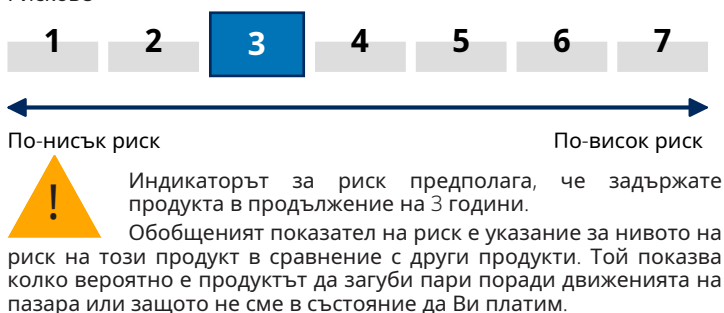 1 2 3 4 5 6 7
По-нисък риск По-висок риск
!
Индикаторът за риск предполага, че задържате
продукта в продължение на 3 години.
Обобщеният показател на риск е указание за нивото на
риск на този продукт в сравнение с други продукти. Той показва
колко вероятно е продуктът да загуби пари поради движенията на
пазара или защото не сме в състояние да Ви платим.